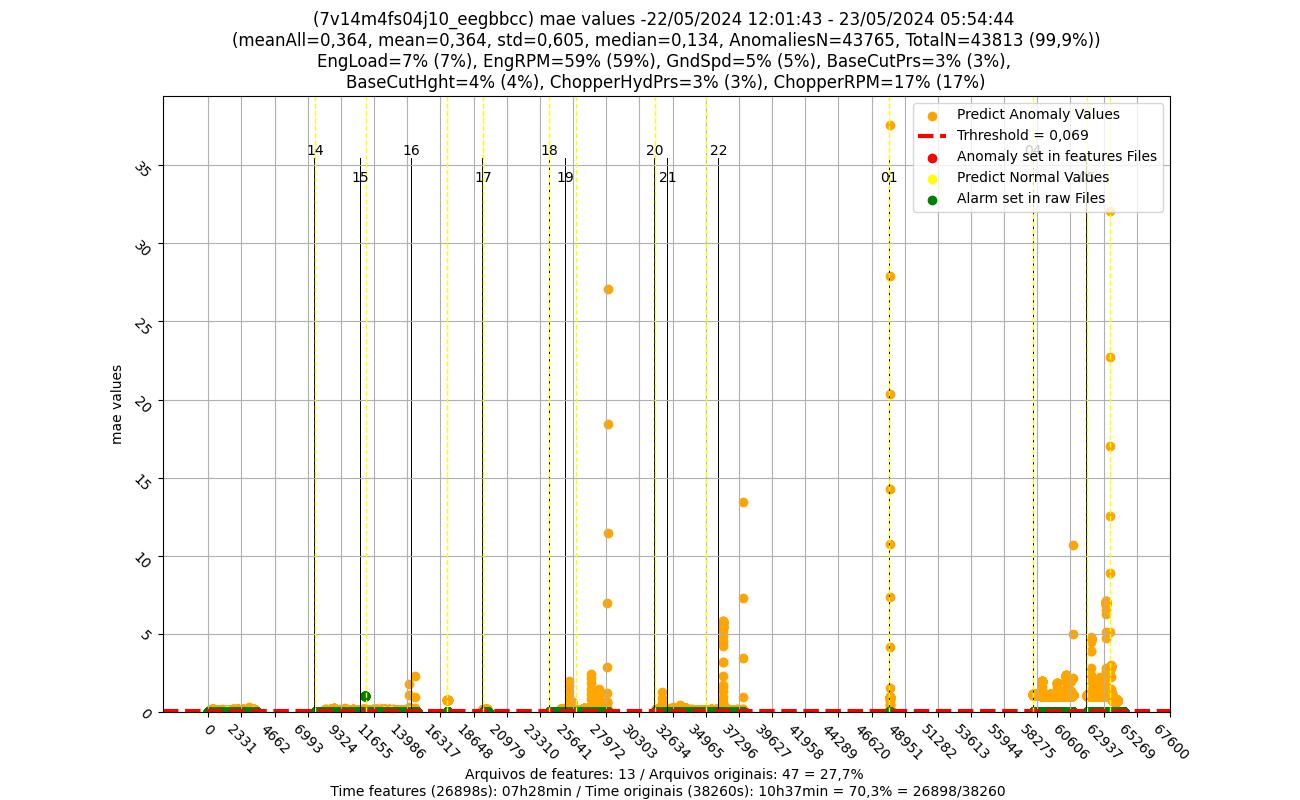 (7v14m4fs04j10_eegbbcc) mae values -22/05/2024 12:01:43 - 23/05/2024 05:54:44
(meanAll=0,364, mean=0,364, std=0,605, median=0,134, AnomaliesN=43765, TotalN=43813 (99,9%))
EngLoad=7% (7%), EngRPM=59% (59%), GndSpd=5% (5%), BaseCutPrs=3% (3%),
BaseCutHght=4% (4%), ChopperHydPrs=3% (3%), ChopperRPM=17% (17%)
Predict Anomaly Values
Trhreshold = 0,069
Anomaly set in features Files
Predict Normal Values
Alarm set in raw Files
14 16 18 20 22 04
15 17 19 21 01
35
30
25
20
15
10
5
0
mae values
0 2331 4662 6993 9324 11655 13986 16317 18648 20979 23310 25641 27972 30303 32634 34965 37296 39627 41958 44289 46620 48951 51282 53613 55944 58275 60606 62937 65269 67600
Arquivos de features: 13 / Arquivos originais: 47 = 27,7%
Time features (26898s): 07h28min / Time originais (38260s): 10h37min = 70,3% = 26898/38260